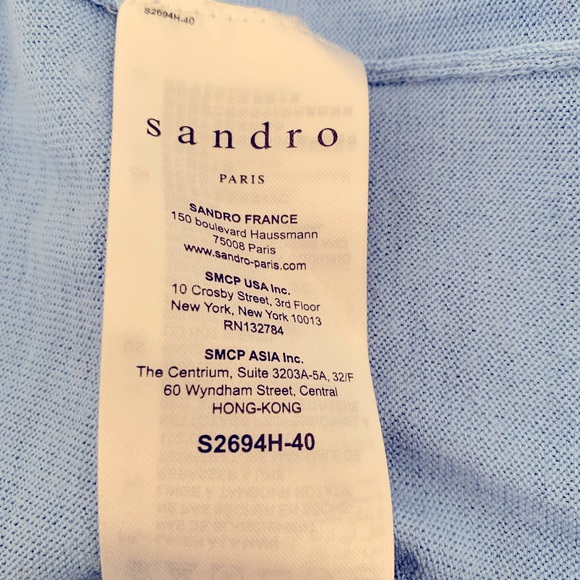 S2694H-40
sandro
PARIS
SANDRO FRANCE
150 boulevard Haussmann
75008 Paris
www.sandro-paris.com
SMCP USA Inc.
10 Crosby Street, 3rd Floor
New York, New York 10013
RN132784
SMCP ASIA Inc.
The Centrium, Suite 3203A-5A, 32/F
60 Wyndham Street, Central
HONG-KONG
S2694H-40